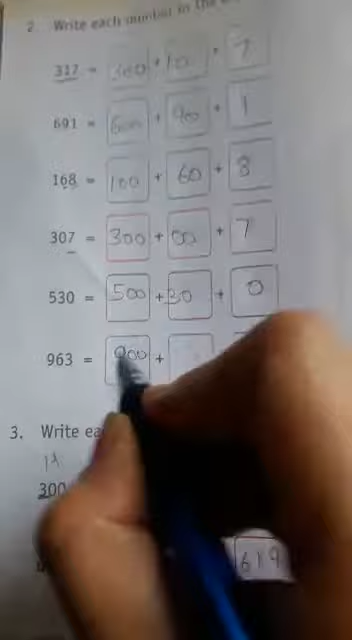 2. Write each number in the
317 = 300 + 10 + 7
691 = 600 + 90 + 1
168 = 100 + 60 + 8
307 = 300 + 00 + 7
530 = 500 + 30 + 0
963 = 900 +
3. Write ea
300
619